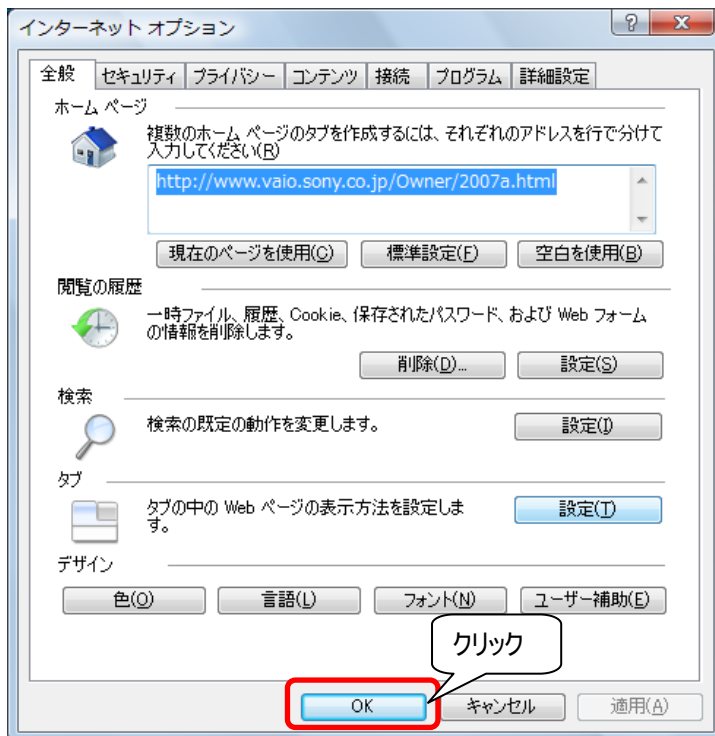 インターネット オプション
?
X
全般 セキュリティ プライバシー コンテンツ 接続 プログラム 詳細設定
ホーム ページ
複数のホーム ページのタブを作成するには、それぞれのアドレスを行で分けて
入力してください(R)
http://www.vaio.sony.co.jp/Owner/2007a.html
現在のページを使用(C) 標準設定(F) 空白を使用(B)
閲覧の履歴
一時ファイル、履歴、Cookie、保存されたパスワード、および Web フォーム
の情報を削除します。
削除(D)... 設定(S)
検索
検索の既定の動作を変更します。
設定(I)
タブ
タブの中の Web ページの表示方法を設定しま
す。
設定(T)
デザイン
色(O) 言語(L) フォント(N) ユーザー補助(E)
クリック
OK キャンセル 適用(A)